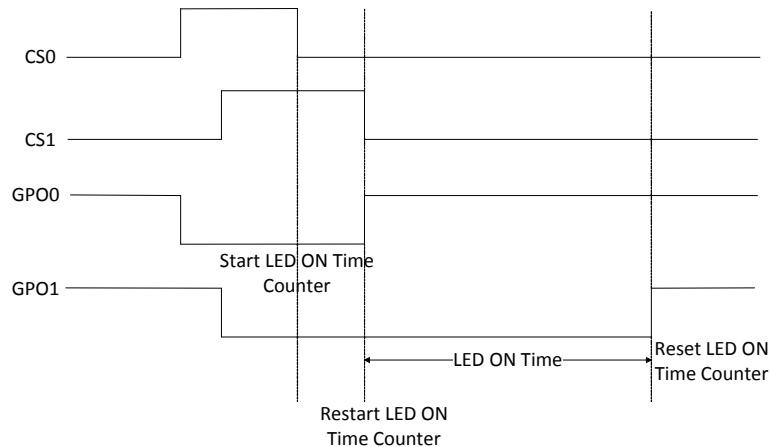 CS0
CS1
GPO0
Start LED ON Time
Counter
GPO1
LED ON Time
Reset LED ON
Time Counter
Restart LED ON
Time Counter